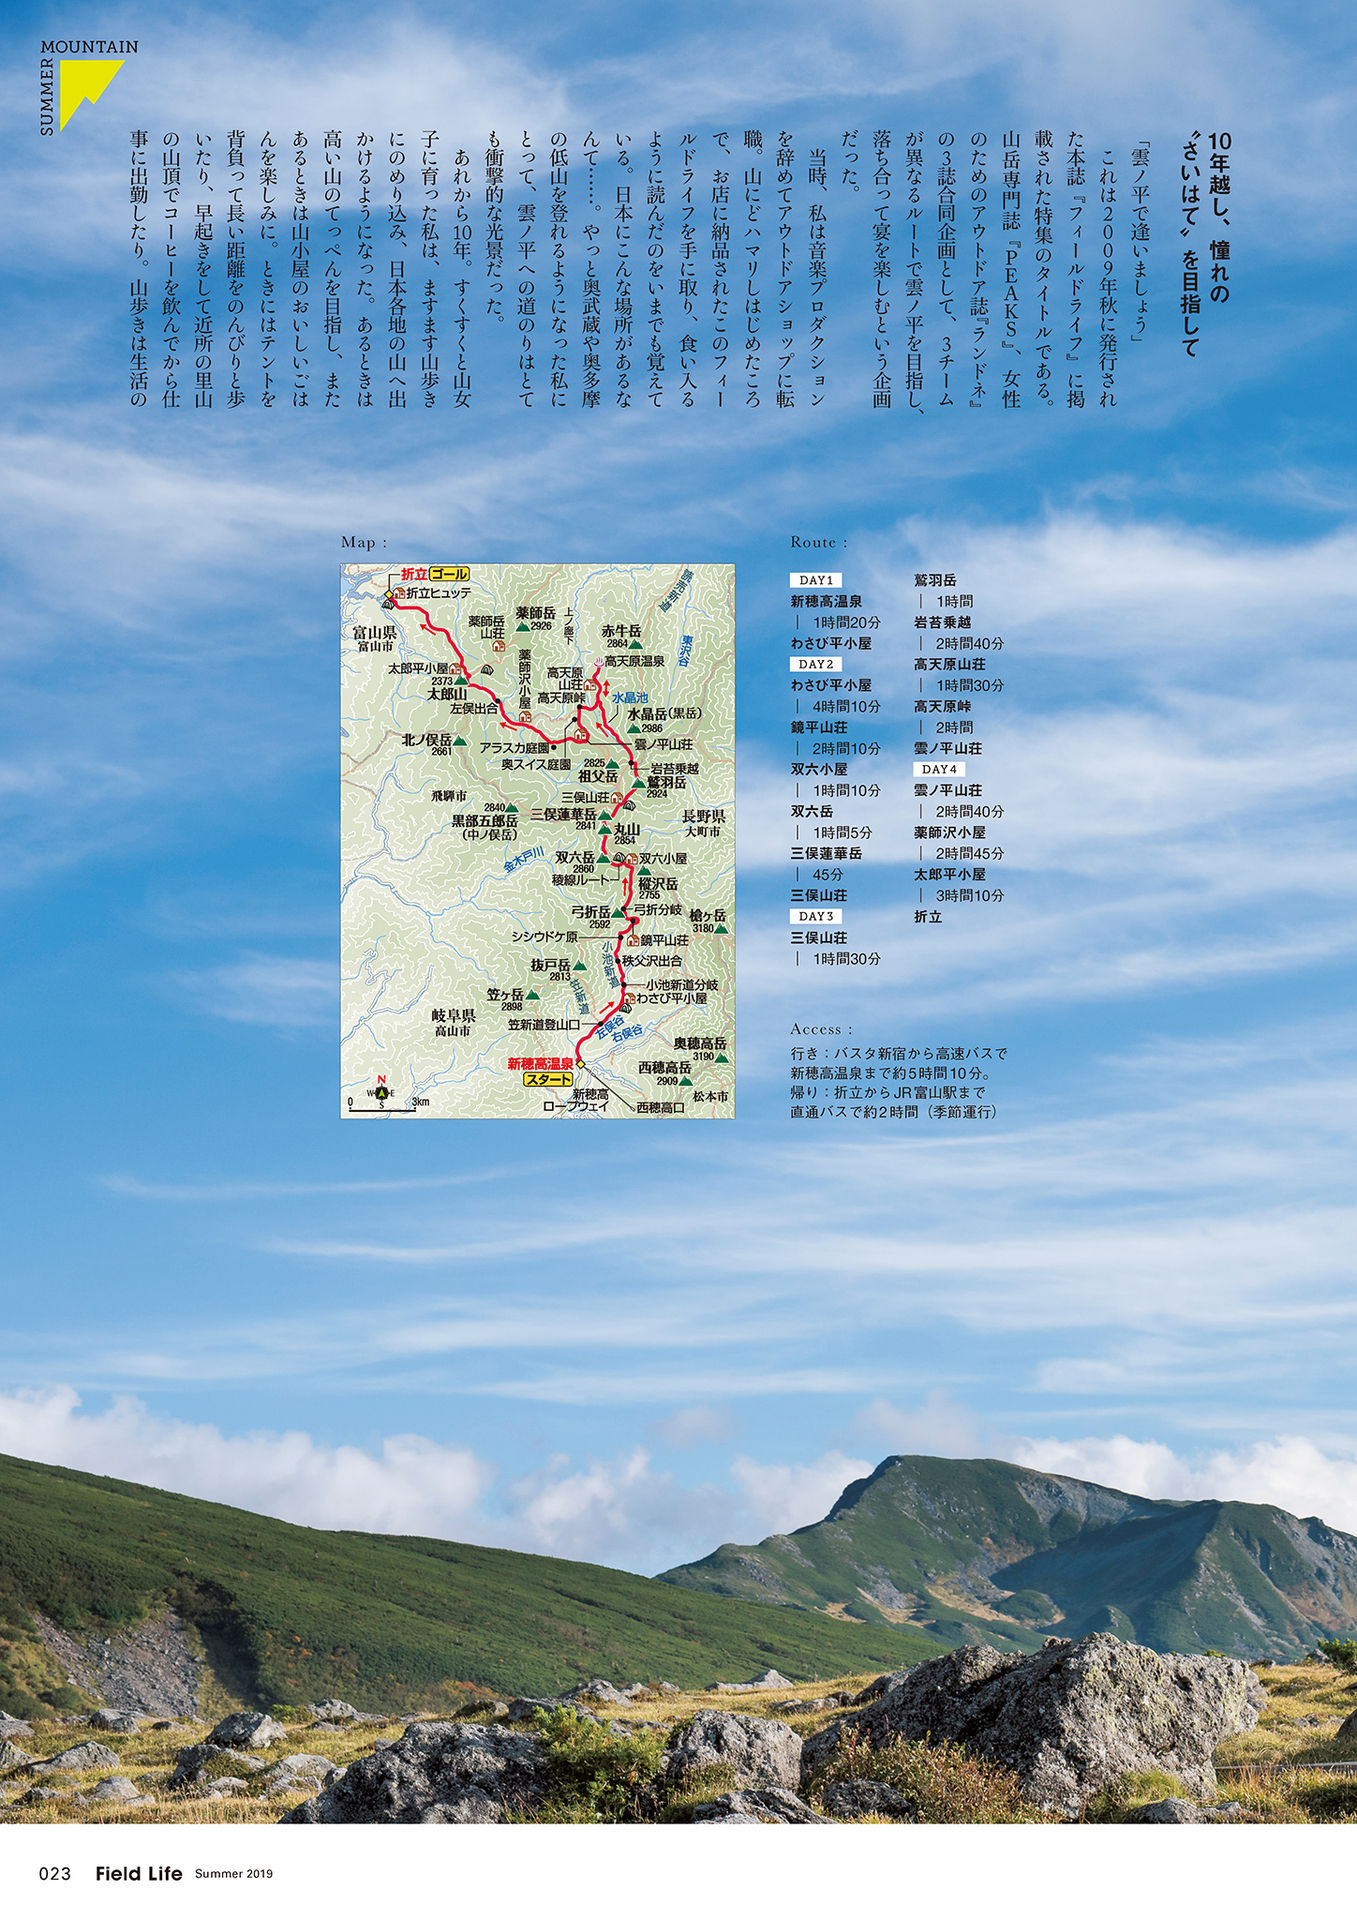 MOUNTAIN
SUMMER
10年越し、憧れの
〝さいはて〟を目指して
「雲ノ平で逢いましょう」
これは2009年秋に発行され
た本誌『フィールドライフ』に掲
載された特集のタイトルである。
山岳専門誌『PEAKS』、女性
のためのアウトドア誌『ランドネ』
の3誌合同企画として、3チーム
が異なるルートで雲ノ平を目指し、
落ち合って宴を楽しむという企画
だった。
当時、私は音楽プロダクション
を辞めてアウトドアショップに転
職。山にどハマリしはじめたころ
で、お店に納品されたこのフィー
ルドライフを手に取り、食い入る
ように読んだのをいまでも覚えて
いる。日本にこんな場所があるな
んて……。やっと奥武蔵や奥多摩
の低山を登れるようになった私に
とって、雲ノ平への道のりはとて
も衝撃的な光景だった。
あれから10年。すくすくと山女
子に育った私は、ますます山歩き
にのめり込み、日本各地の山へ出
かけるようになった。あるときは
高い山のてっぺんを目指し、また
あるときは山小屋のおいしいごは
んを楽しみに。ときにはテントを
背負って長い距離をのんびりと歩
いたり、早起きをして近所の里山
の山頂でコーヒーを飲んでから仕
事に出勤したり。山歩きは生活の
Map :
折立 ゴール
折立ヒュッテ
富山県
富山市
薬師岳
山荘
薬師岳
2926
上ノ廊下
読売新道
赤牛岳
2864
東沢谷
太郎平小屋
2373
太郎山
薬師沢小屋
高天原温泉
高天原
山荘
高天原峠
水晶池
左俣出合
水晶岳(黒岳)
2986
北ノ俣岳
2661
アラスカ庭園
奥スイス庭園
雲ノ平山荘
2825
祖父岳
岩苔乗越
鷲羽岳
2924
飛騨市
2840
黒部五郎岳
(中ノ俣岳)
三俣山荘
三俣蓮華岳
2841
丸山
2854
長野県
大町市
金木戸川
双六岳
2860
双六小屋
稜線ルート
樅沢岳
2755
弓折岳
2592
弓折分岐
槍ヶ岳
3180
シシウドケ原
鏡平山荘
小池新道
秩父沢出合
抜戸岳
2813
笠新道
小池新道分岐
わさび平小屋
笠ヶ岳
2898
岐阜県
高山市
笠新道登山口
左俣谷
右俣谷
奥穂高岳
3190
新穂高温泉
スタート
西穂高岳
2909
新穂高
ロープウェイ
西穂高口
松本市
N
W E
S
0 3km
Route :
DAY1
新穂高温泉
| 1時間20分
わさび平小屋
DAY2
わさび平小屋
| 4時間10分
鏡平山荘
| 2時間10分
双六小屋
| 1時間10分
双六岳
| 1時間5分
三俣蓮華岳
| 45分
三俣山荘
DAY3
三俣山荘
| 1時間30分
鷲羽岳
| 1時間
岩苔乗越
| 2時間40分
高天原山荘
| 1時間30分
高天原峠
| 2時間
雲ノ平山荘
DAY4
雲ノ平山荘
| 2時間40分
薬師沢小屋
| 2時間45分
太郎平小屋
| 3時間10分
折立
Access :
行き：バスタ新宿から高速バスで
新穂高温泉まで約5時間10分。
帰り：折立からJR富山駅まで
直通バスで約2時間（季節運行）
023 Field Life Summer 2019